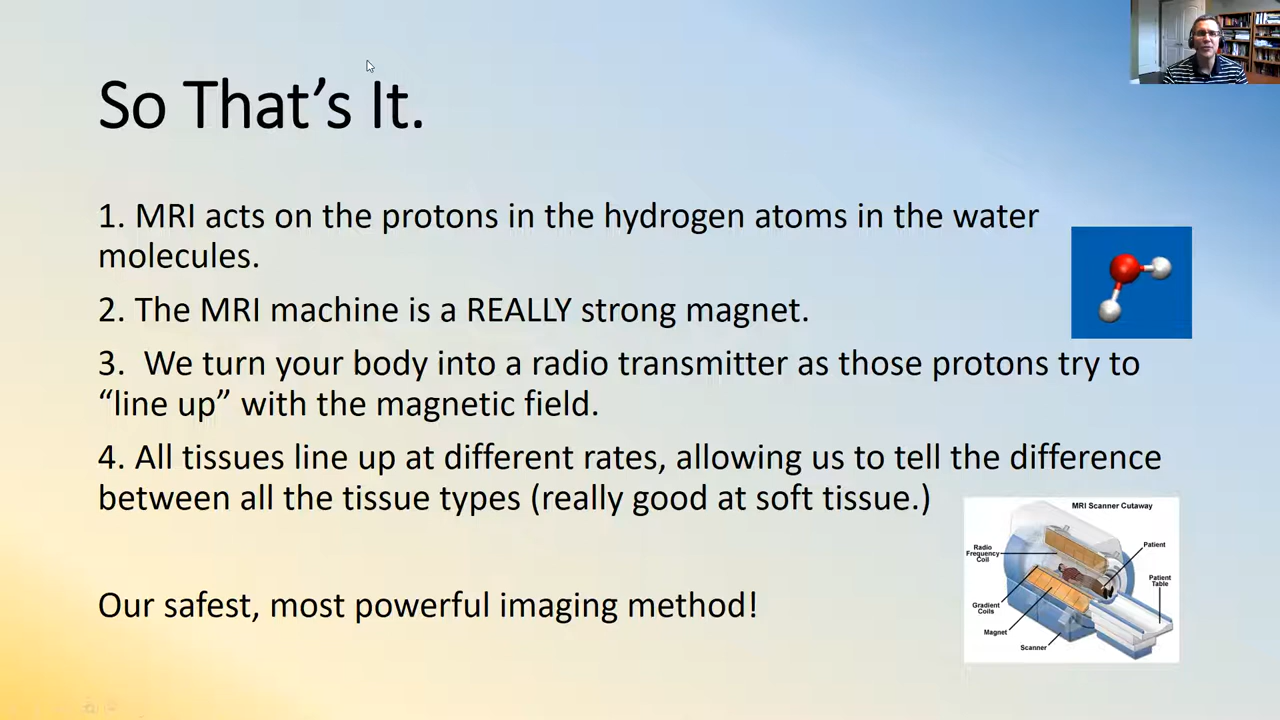 So That’s It.
1. MRI acts on the protons in the hydrogen atoms in the water
molecules.
2. The MRI machine is a REALLY strong magnet.
3.  We turn your body into a radio transmitter as those protons try to
“line up” with the magnetic field.
4. All tissues line up at different rates, allowing us to tell the difference
between all the tissue types (really good at soft tissue.)
MRI Scanner Cutaway
Radio
Frequency
Coil
Patient
Patient
Table
Gradient
Coils
Magnet
Scanner
Our safest, most powerful imaging method!